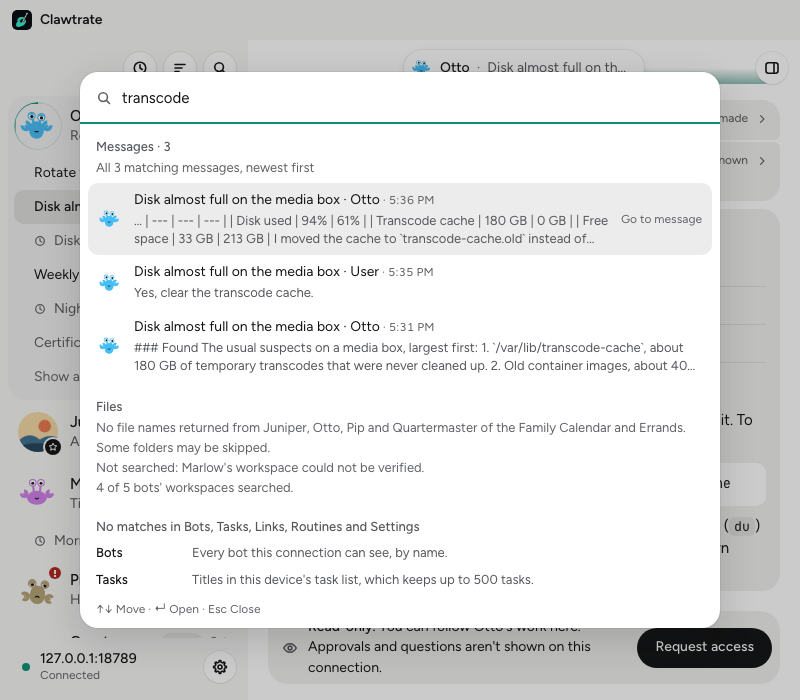 Clawtrate
Otto · Disk almost full on th...
transcode
Messages · 3
All 3 matching messages, newest first
Disk almost full on the media box · Otto · 5:36 PM
... | --- | --- | --- | | Disk used | 94% | 61% | | Transcode cache | 180 GB | 0 GB | | Free
space | 33 GB | 213 GB | I moved the cache to `transcode-cache.old` instead of...
Go to message
Disk almost full on the media box · User · 5:35 PM
Yes, clear the transcode cache.
Disk almost full on the media box · Otto · 5:31 PM
### Found The usual suspects on a media box, largest first: 1. `/var/lib/transcode-cache`, about
180 GB of temporary transcodes that were never cleaned up. 2. Old container images, about 40...
Files
No file names returned from Juniper, Otto, Pip and Quartermaster of the Family Calendar and Errands.
Some folders may be skipped.
Not searched: Marlow's workspace could not be verified.
4 of 5 bots' workspaces searched.
No matches in Bots, Tasks, Links, Routines and Settings
Bots Every bot this connection can see, by name.
Tasks Titles in this device's task list, which keeps up to 500 tasks.
↑↓ Move · ↵ Open · Esc Close
Rotate
Disk
Weekly
Show a
it. To
( du )
Approvals and questions aren't shown on this
connection.
Request access
127.0.0.1:18789
Connected